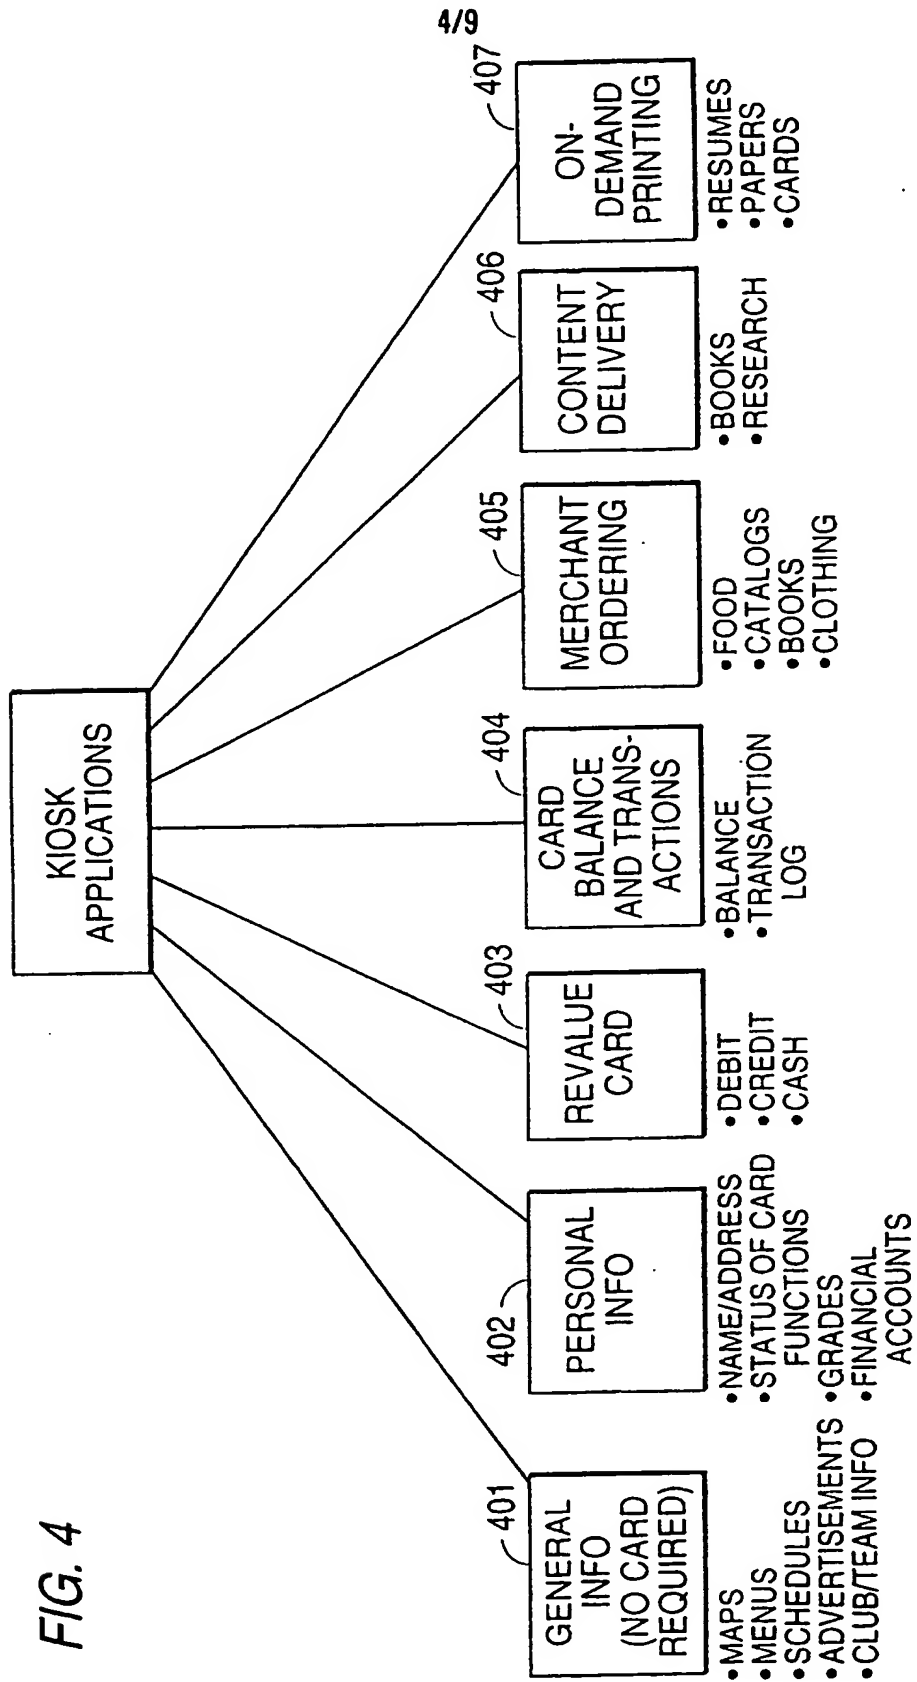 4/9
FIG. 4
KIOSK
APPLICATIONS
401
GENERAL
INFO
(NO CARD
REQUIRED)
•MAPS
•MENUS
•SCHEDULES
•ADVERTISEMENTS
•CLUB/TEAM INFO
402
PERSONAL
INFO
•NAME/ADDRESS
•STATUS OF CARD
FUNCTIONS
•GRADES
•FINANCIAL
ACCOUNTS
403
REVALUE
CARD
•DEBIT
•CREDIT
•CASH
404
CARD
BALANCE
AND TRANS-
ACTIONS
•BALANCE
•TRANSACTION
LOG
405
MERCHANT
ORDERING
•FOOD
•CATALOGS
•BOOKS
•CLOTHING
406
CONTENT
DELIVERY
•BOOKS
•RESEARCH
407
ON-
DEMAND
PRINTING
•RESUMES
•PAPERS
•CARDS